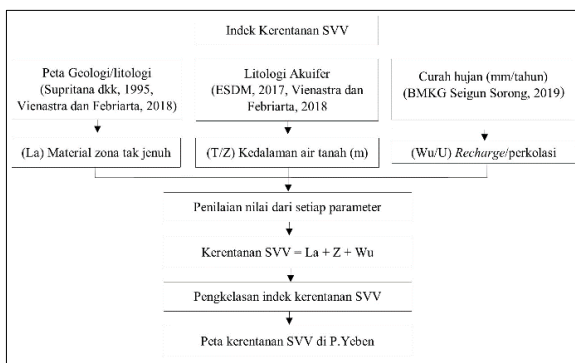 Indek Kerentanan SVV
Peta Geologi/litologi
(Supritana dkk, 1995,
Vienastra dan Febriarta, 2018)
Litologi Akuifer
(ESDM, 2017, Vienastra dan
Febriarta, 2018
Curah hujan (mm/tahun)
(BMKG Seigun Sorong, 2019)
(La) Material zona tak jenuh
(T/Z) Kedalaman air tanah (m)
(Wu/U) Recharge/perkolasi
Penilaian nilai dari setiap parameter
Kerentanan SVV = La + Z + Wu
Pengkelasan indek kerentanan SVV
Peta kerentanan SVV di P.Yeben